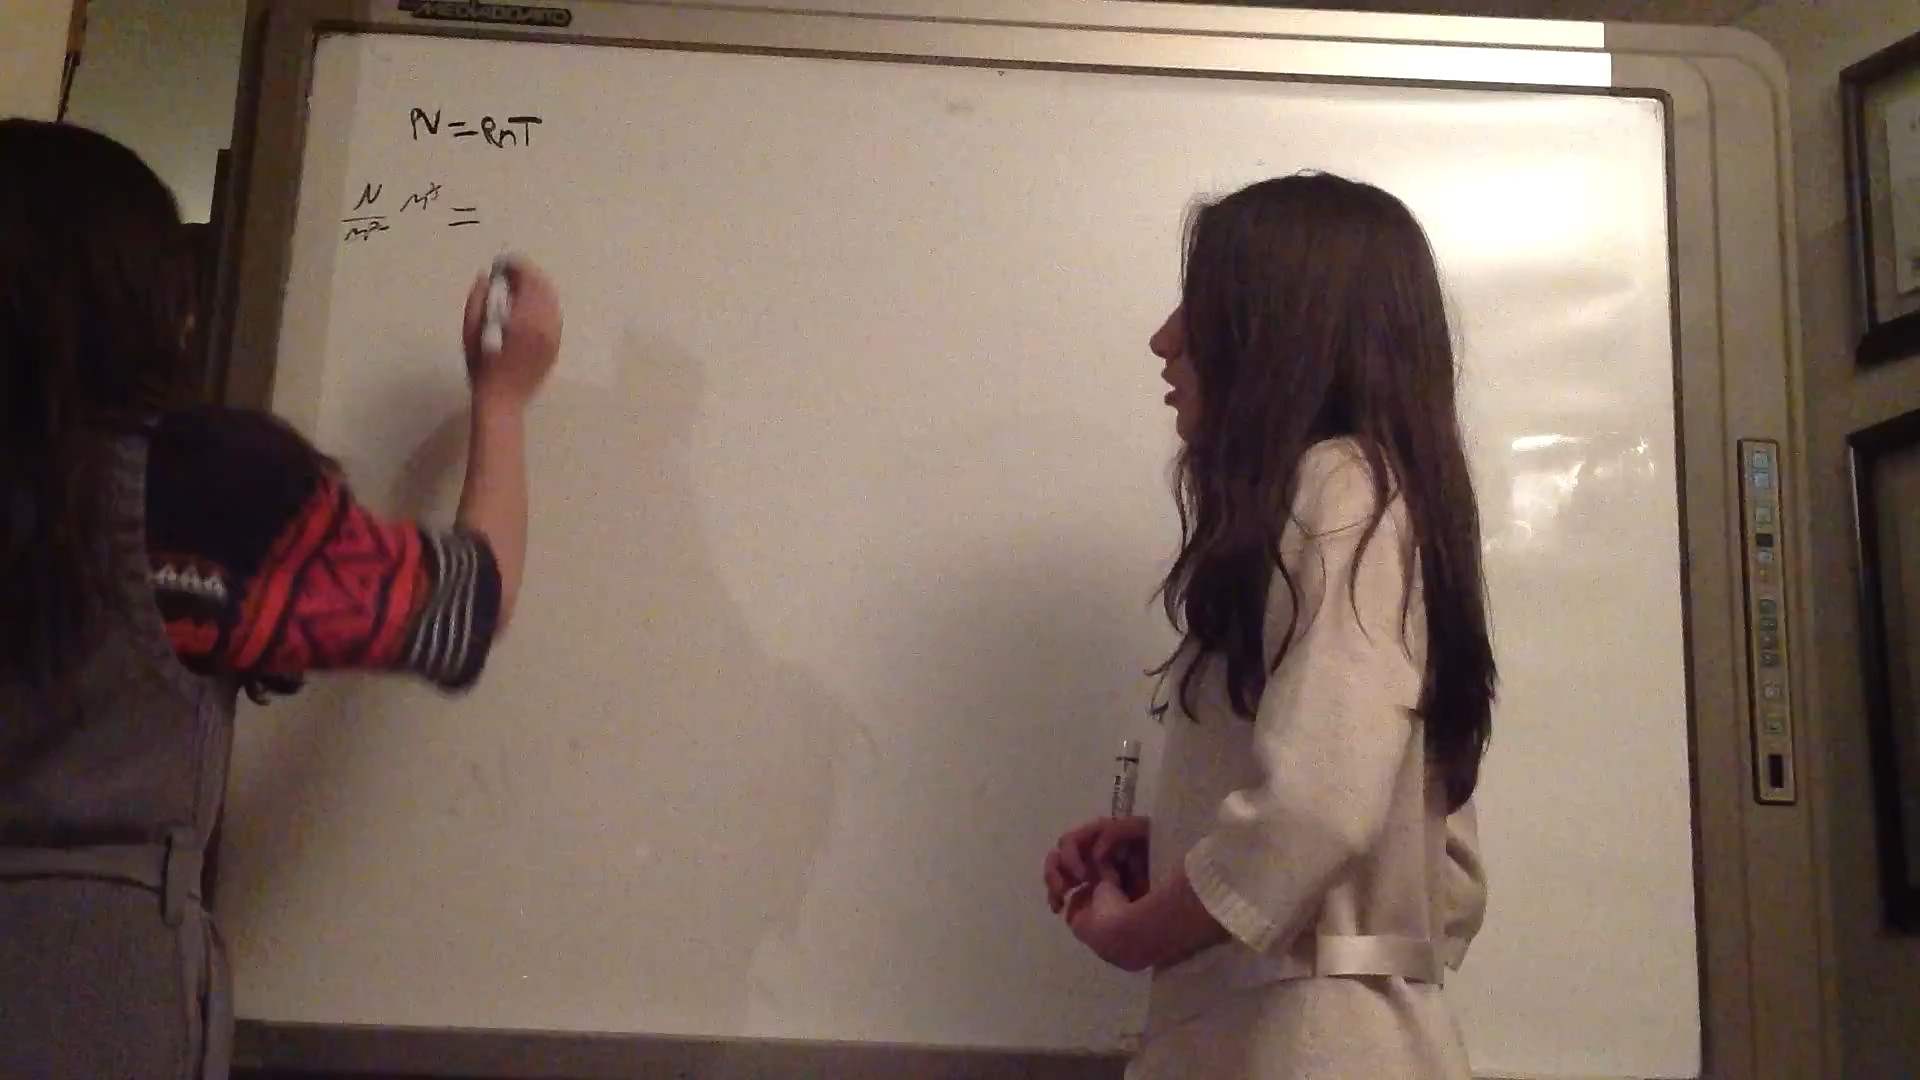 PV = RnT
N/m² m³ =